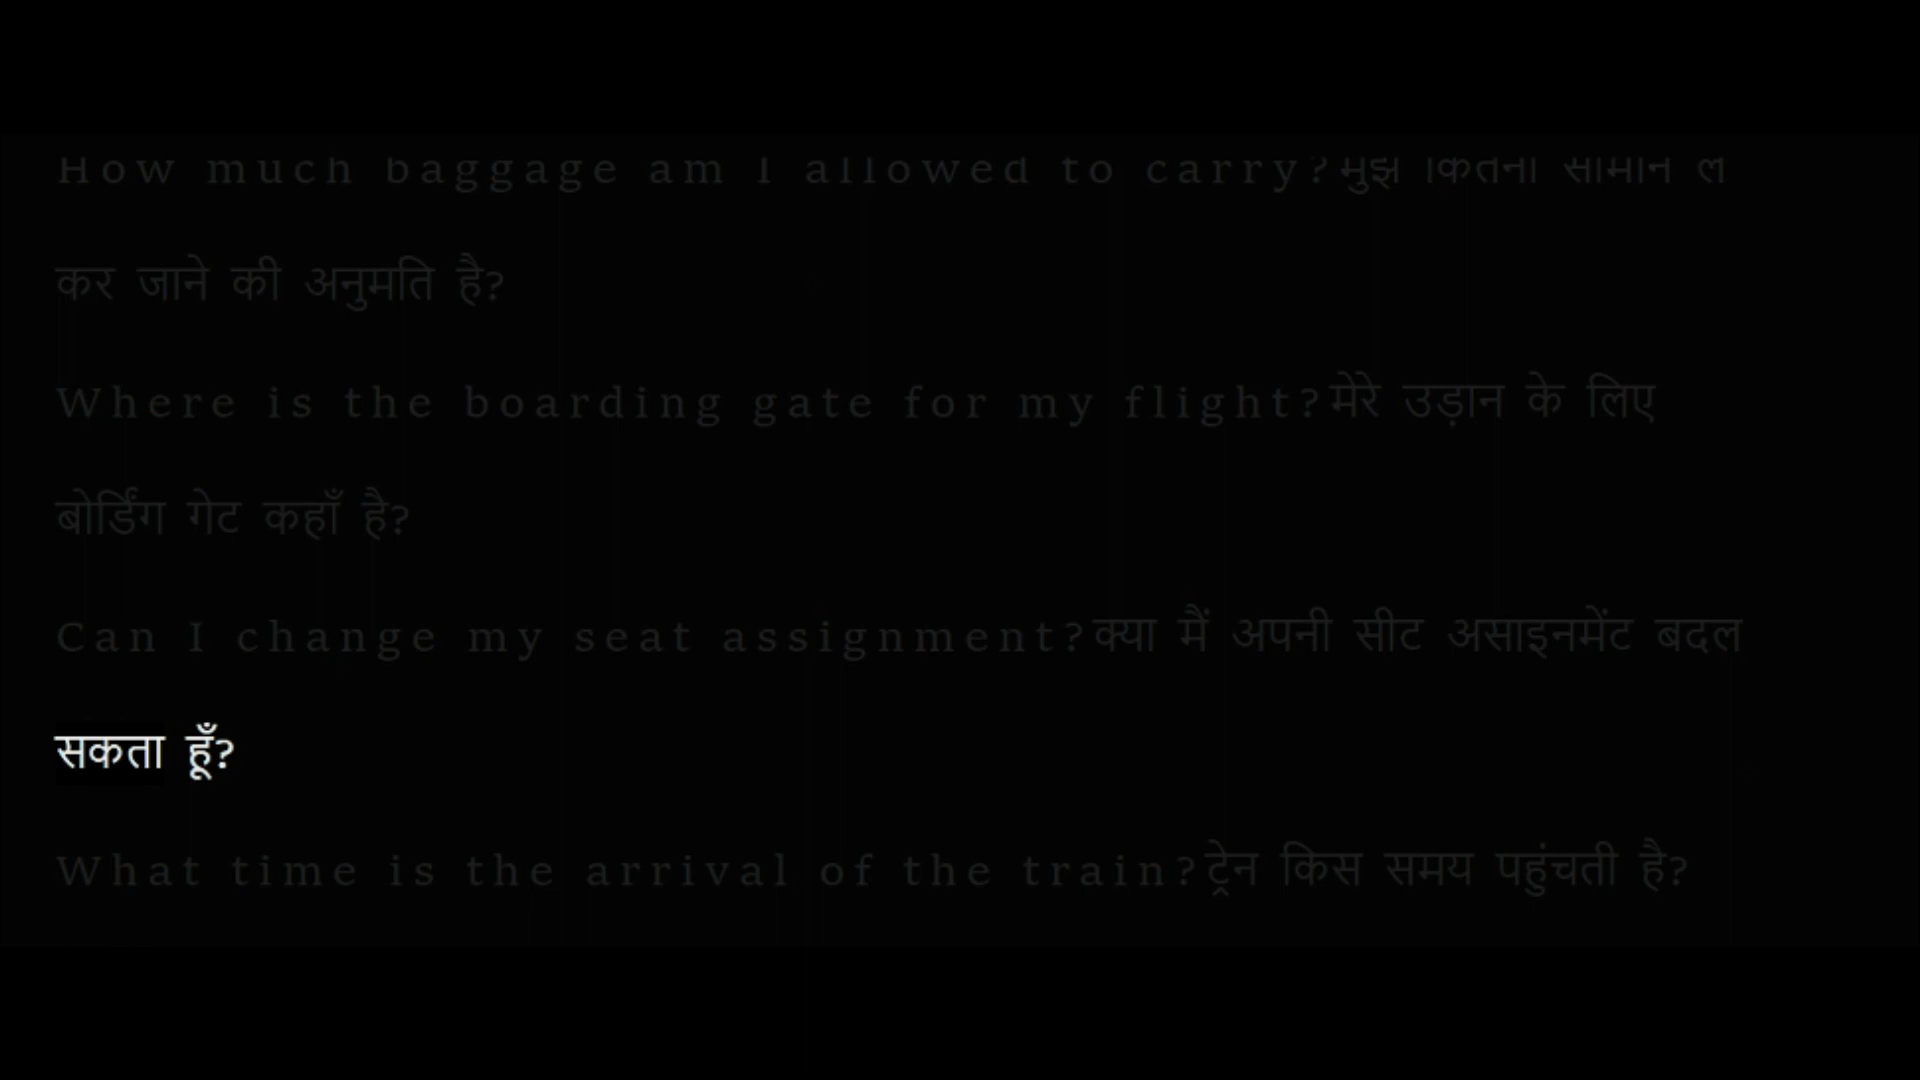 How much baggage am I allowed to carry?मुझे कितना सामान ले
कर जाने की अनुमति है?
Where is the boarding gate for my flight?मेरे उड़ान के लिए
बोर्डिंग गेट कहाँ है?
Can I change my seat assignment?क्या मैं अपनी सीट असाइनमेंट बदल
सकता हूँ?
What time is the arrival of the train?ट्रेन किस समय पहुंचती है?